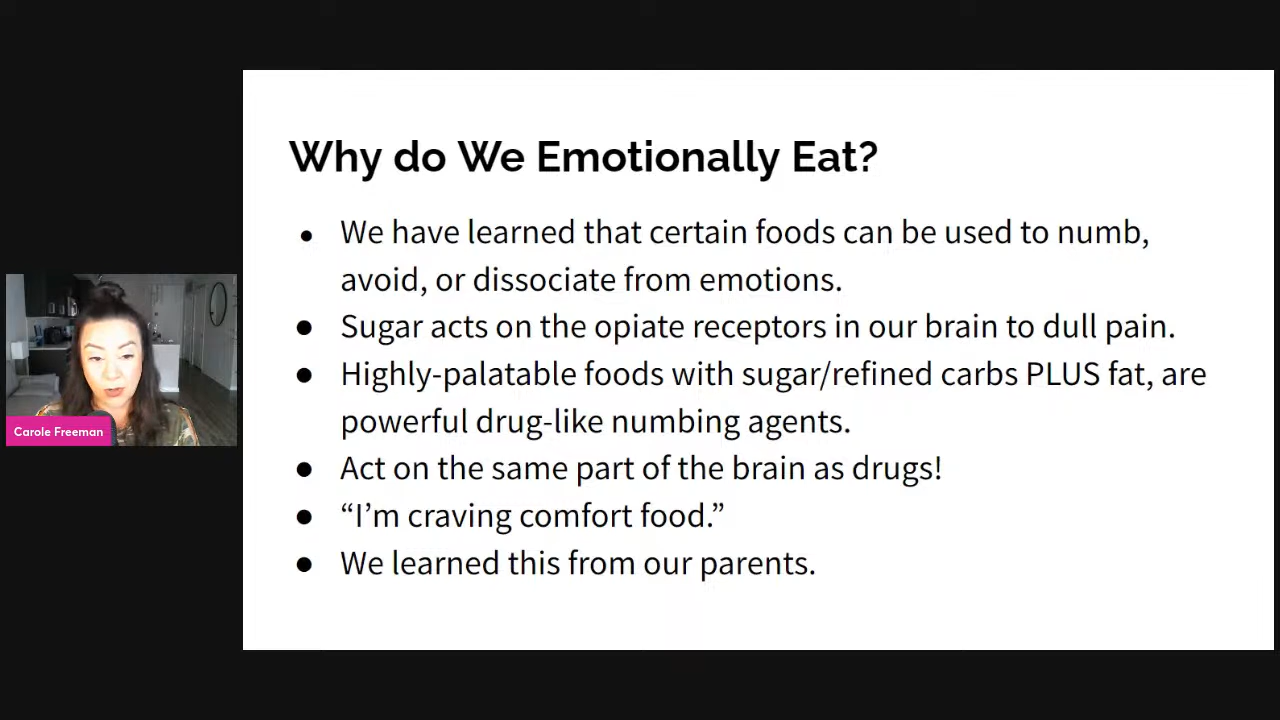 Why do We Emotionally Eat?
● We have learned that certain foods can be used to numb,
avoid, or dissociate from emotions.
● Sugar acts on the opiate receptors in our brain to dull pain.
● Highly-palatable foods with sugar/refined carbs PLUS fat, are
powerful drug-like numbing agents.
● Act on the same part of the brain as drugs!
● “I’m craving comfort food.”
● We learned this from our parents.
Carole Freeman